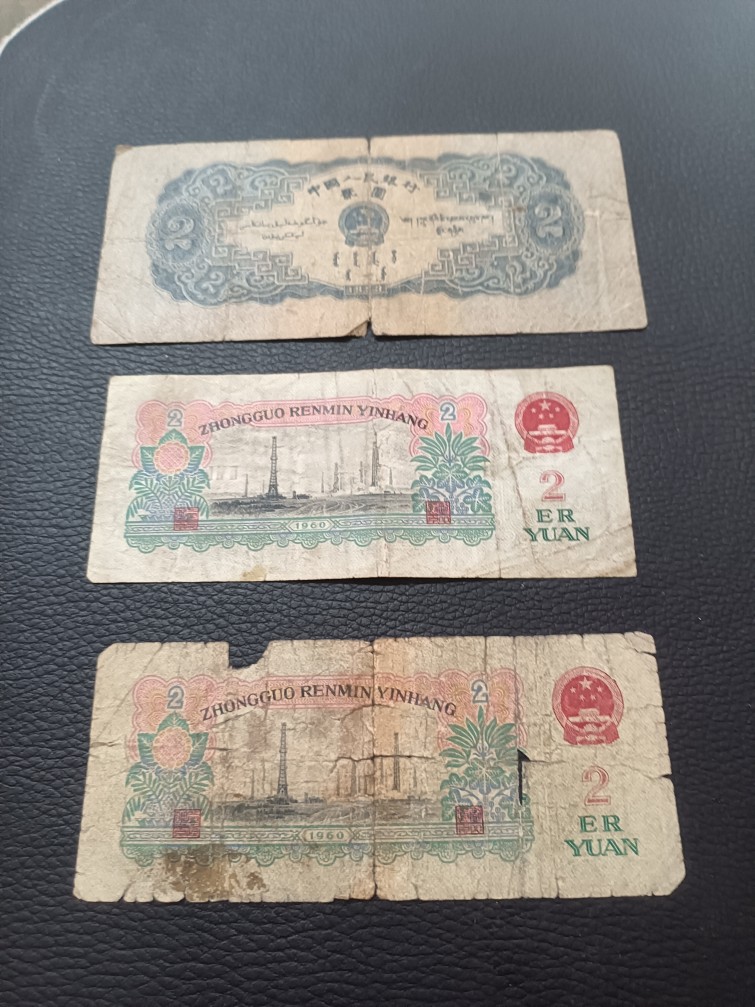 中國人民銀行
貳圓
2 2
2 2
ZHONGGUO RENMIN YINHANG
1960
2
ER
YUAN
2 2
ZHONGGUO RENMIN YINHANG
1960
2
ER
YUAN